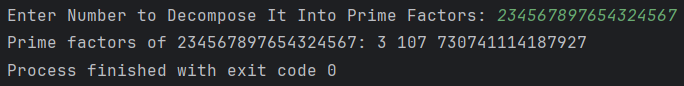 Enter Number to Decompose It Into Prime Factors: 234567897654324567
Prime factors of 234567897654324567: 3 107 730741114187927
Process finished with exit code 0